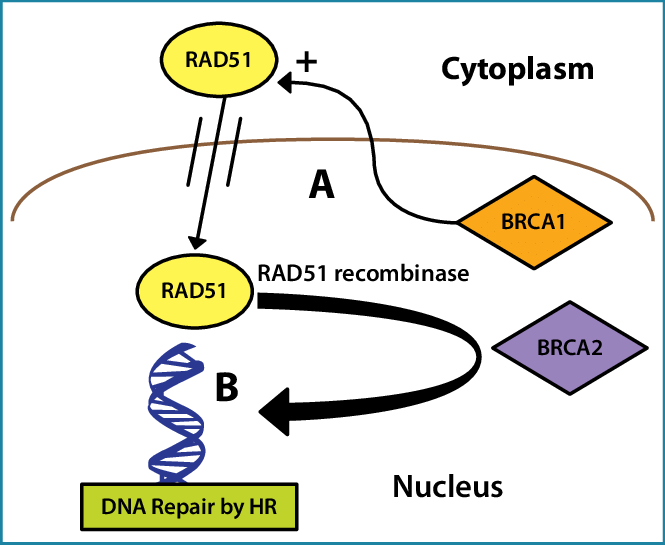 RAD51
+
Cytoplasm
A
BRCA1
RAD51
RAD51 recombinase
BRCA2
B
Nucleus
DNA Repair by HR